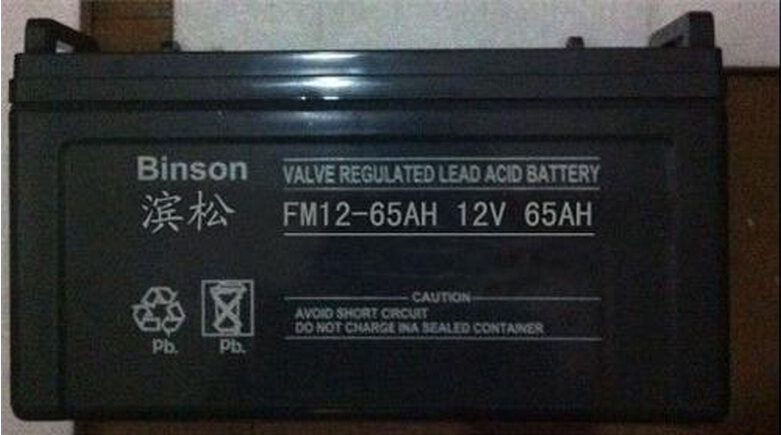 Binson
滨松
VALVE REGULATED LEAD ACID BATTERY
FM12-65AH 12V 65AH
CAUTION
AVOID SHORT CIRCUIT
DO NOT CHARGE INA SEALED CONTAINER
Pb.
Pb.